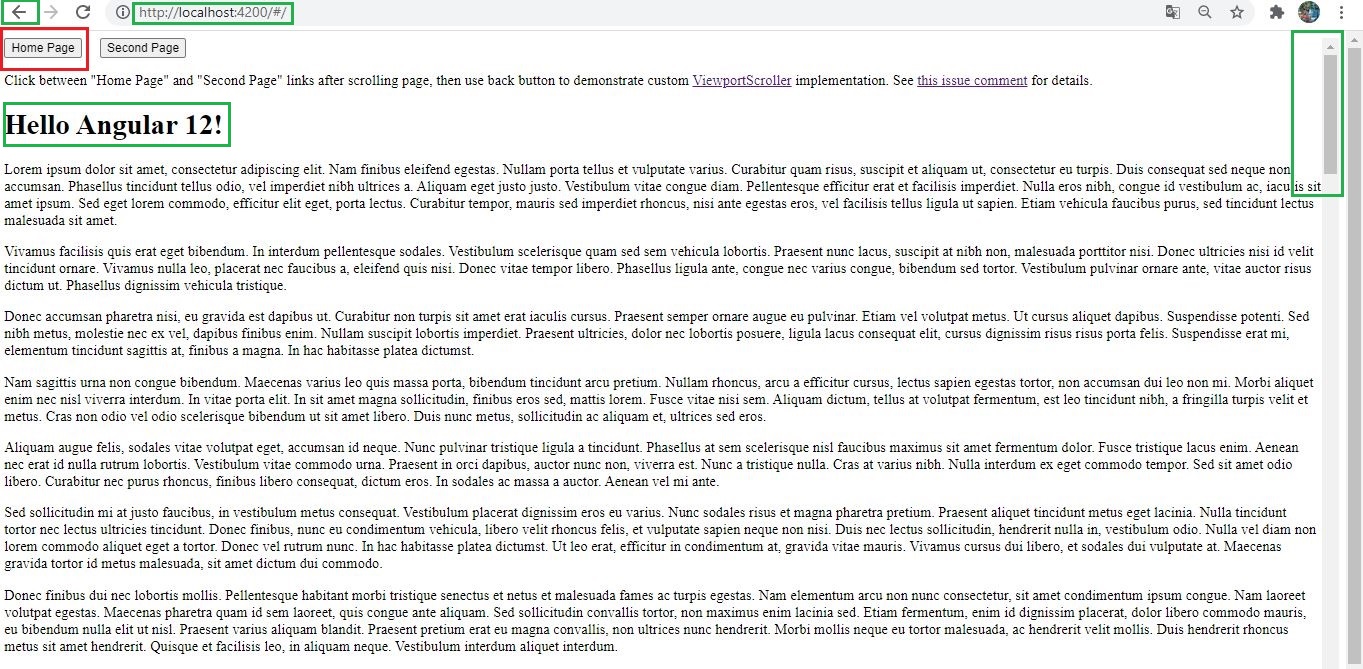 http://localhost:4200/#/
Home Page Second Page
Click between "Home Page" and "Second Page" links after scrolling page, then use back button to demonstrate custom ViewportScroller implementation. See this issue comment for details.
Hello Angular 12!
Lorem ipsum dolor sit amet, consectetur adipiscing elit. Nam finibus eleifend egestas. Nullam porta tellus et vulputate varius. Curabitur quam risus, suscipit et aliquam ut, consectetur eu turpis. Duis consequat sed neque non
accumsan. Phasellus tincidunt tellus odio, vel imperdiet nibh ultrices a. Aliquam eget justo justo. Vestibulum vitae congue diam. Pellentesque efficitur erat et facilisis imperdiet. Nulla eros nibh, congue id vestibulum ac, iaculis sit
amet ipsum. Sed eget lorem commodo, efficitur elit eget, porta lectus. Curabitur tempor, mauris sed imperdiet rhoncus, nisi ante egestas eros, vel facilisis tellus ligula ut sapien. Etiam vehicula faucibus purus, sed tincidunt lectus
malesuada sit amet.
Vivamus facilisis quis erat eget bibendum. In interdum pellentesque sodales. Vestibulum scelerisque quam sed sem vehicula lobortis. Praesent nunc lacus, suscipit at nibh non, malesuada porttitor nisi. Donec ultricies nisi id velit
tincidunt ornare. Vivamus nulla leo, placerat nec faucibus a, eleifend quis nisi. Donec vitae tempor libero. Phasellus ligula ante, congue nec varius congue, bibendum sed tortor. Vestibulum pulvinar ornare ante, vitae auctor risus
dictum ut. Phasellus dignissim vehicula tristique.
Donec accumsan pharetra nisi, eu gravida est dapibus ut. Curabitur non turpis sit amet erat iaculis cursus. Praesent semper ornare augue eu pulvinar. Etiam vel volutpat metus. Ut cursus aliquet dapibus. Suspendisse potenti. Sed
nibh metus, molestie nec ex vel, dapibus finibus enim. Nullam suscipit lobortis imperdiet. Praesent ultricies, dolor nec lobortis posuere, ligula lacus consequat elit, cursus dignissim risus risus porta felis. Suspendisse erat mi,
elementum tincidunt sagittis at, finibus a magna. In hac habitasse platea dictumst.
Nam sagittis urna non congue bibendum. Maecenas varius leo quis massa porta, bibendum tincidunt arcu pretium. Nullam rhoncus, arcu a efficitur cursus, lectus sapien egestas tortor, non accumsan dui leo non mi. Morbi aliquet
enim nec nisl viverra interdum. In vitae porta elit. In sit amet magna sollicitudin, finibus eros sed, mattis lorem. Fusce vitae nisi sem. Aliquam dictum, tellus at volutpat fermentum, est leo tincidunt nibh, a fringilla turpis velit et
metus. Cras non odio vel odio scelerisque bibendum ut sit amet libero. Duis nunc metus, sollicitudin ac aliquam et, ultrices sed eros.
Aliquam augue felis, sodales vitae volutpat eget, accumsan id neque. Nunc pulvinar tristique ligula a tincidunt. Phasellus at sem scelerisque nisl faucibus maximus sit amet fermentum dolor. Fusce tristique lacus enim. Aenean
nec erat id nulla rutrum lobortis. Vestibulum vitae commodo urna. Praesent in orci dapibus, auctor nunc non, viverra est. Nunc a tristique nulla. Cras at varius nibh. Nulla interdum ex eget commodo tempor. Sed sit amet odio
libero. Curabitur nec purus rhoncus, finibus libero consequat, dictum eros. In sodales ac massa a auctor. Aenean vel mi ante.
Sed sollicitudin mi at justo faucibus, in vestibulum metus consequat. Vestibulum placerat dignissim eros eu varius. Nunc sodales risus et magna pharetra pretium. Praesent aliquet tincidunt metus eget lacinia. Nulla tincidunt
tortor nec lectus ultricies tincidunt. Donec finibus, nunc eu condimentum vehicula, libero velit rhoncus felis, et vulputate sapien neque non nisi. Duis nec lectus sollicitudin, hendrerit nulla in, vestibulum odio. Nulla vel diam non
lorem commodo aliquet eget a tortor. Donec vel rutrum nunc. In hac habitasse platea dictumst. Ut leo erat, efficitur in condimentum at, gravida vitae mauris. Vivamus cursus dui libero, et sodales dui vulputate at. Maecenas
gravida tortor id metus malesuada, sit amet dictum dui commodo.
Donec finibus dui nec lobortis mollis. Pellentesque habitant morbi tristique senectus et netus et malesuada fames ac turpis egestas. Nam elementum arcu non nunc consectetur, sit amet condimentum ipsum congue. Nam laoreet
volutpat egestas. Maecenas pharetra quam id sem laoreet, quis congue ante aliquam. Sed sollicitudin convallis tortor, non maximus enim lacinia sed. Etiam fermentum, enim id dignissim placerat, dolor libero commodo mauris,
eu bibendum nulla elit ut nisl. Praesent varius aliquam blandit. Praesent pretium erat eu magna convallis, non ultrices nunc hendrerit. Morbi mollis neque eu tortor malesuada, ac hendrerit velit mollis. Duis hendrerit rhoncus
metus sit amet hendrerit. Quisque et facilisis leo, in aliquam neque. Vestibulum interdum aliquet interdum.